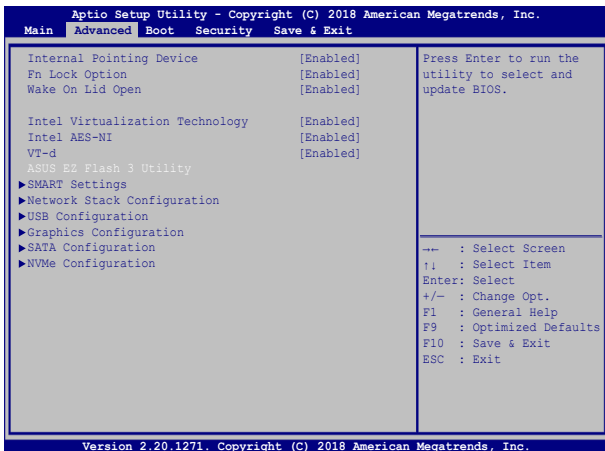 Aptio Setup Utility - Copyright (C) 2018 American Megatrends, Inc.
Main Advanced Boot Security Save & Exit
Internal Pointing Device [Enabled]
Fn Lock Option [Enabled]
Wake On Lid Open [Enabled]
Intel Virtualization Technology [Enabled]
Intel AES-NI [Enabled]
VT-d [Enabled]
ASUS EZ Flash 3 Utility
▶SMART Settings
▶Network Stack Configuration
▶USB Configuration
▶Graphics Configuration
▶SATA Configuration
▶NVMe Configuration
Press Enter to run the
utility to select and
update BIOS.
→← : Select Screen
↑↓ : Select Item
Enter: Select
+/— : Change Opt.
F1 : General Help
F9 : Optimized Defaults
F10 : Save & Exit
ESC : Exit
Version 2.20.1271. Copyright (C) 2018 American Megatrends, Inc.